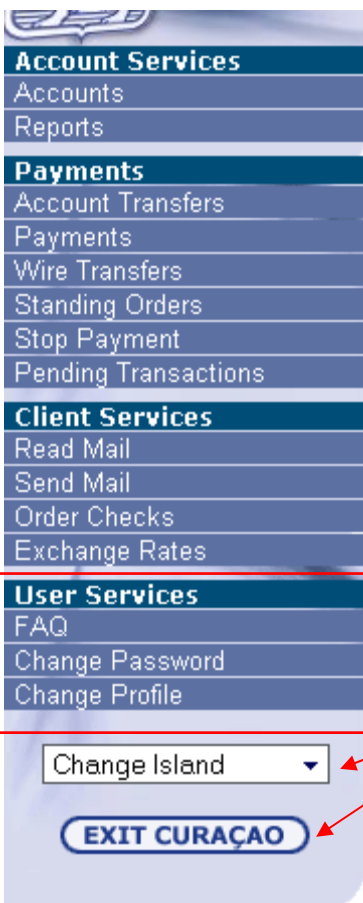 Account Services
Accounts
Reports
Payments
Account Transfers
Payments
Wire Transfers
Standing Orders
Stop Payment
Pending Transactions
Client Services
Read Mail
Send Mail
Order Checks
Exchange Rates
User Services
FAQ
Change Password
Change Profile
Change Island
EXIT CURAÇAO